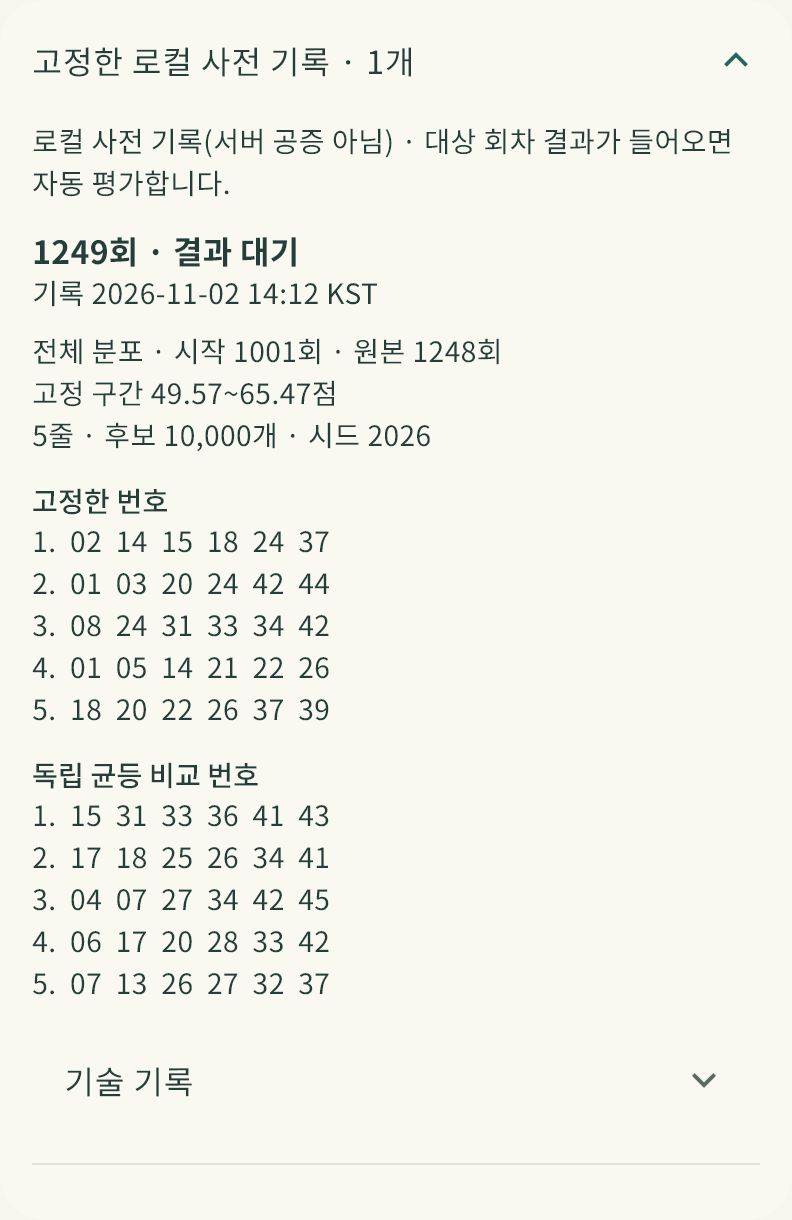 고정한 로컬 사전 기록 · 1개
로컬 사전 기록(서버 공증 아님) · 대상 회차 결과가 들어오면
자동 평가합니다.
1249회 · 결과 대기
기록 2026-11-02 14:12 KST
전체 분포 · 시작 1001회 · 원본 1248회
고정 구간 49.57~65.47점
5줄 · 후보 10,000개 · 시드 2026
고정한 번호
1. 02 14 15 18 24 37
2. 01 03 20 24 42 44
3. 08 24 31 33 34 42
4. 01 05 14 21 22 26
5. 18 20 22 26 37 39
독립 균등 비교 번호
1. 15 31 33 36 41 43
2. 17 18 25 26 34 41
3. 04 07 27 34 42 45
4. 06 17 20 28 33 42
5. 07 13 26 27 32 37
기술 기록